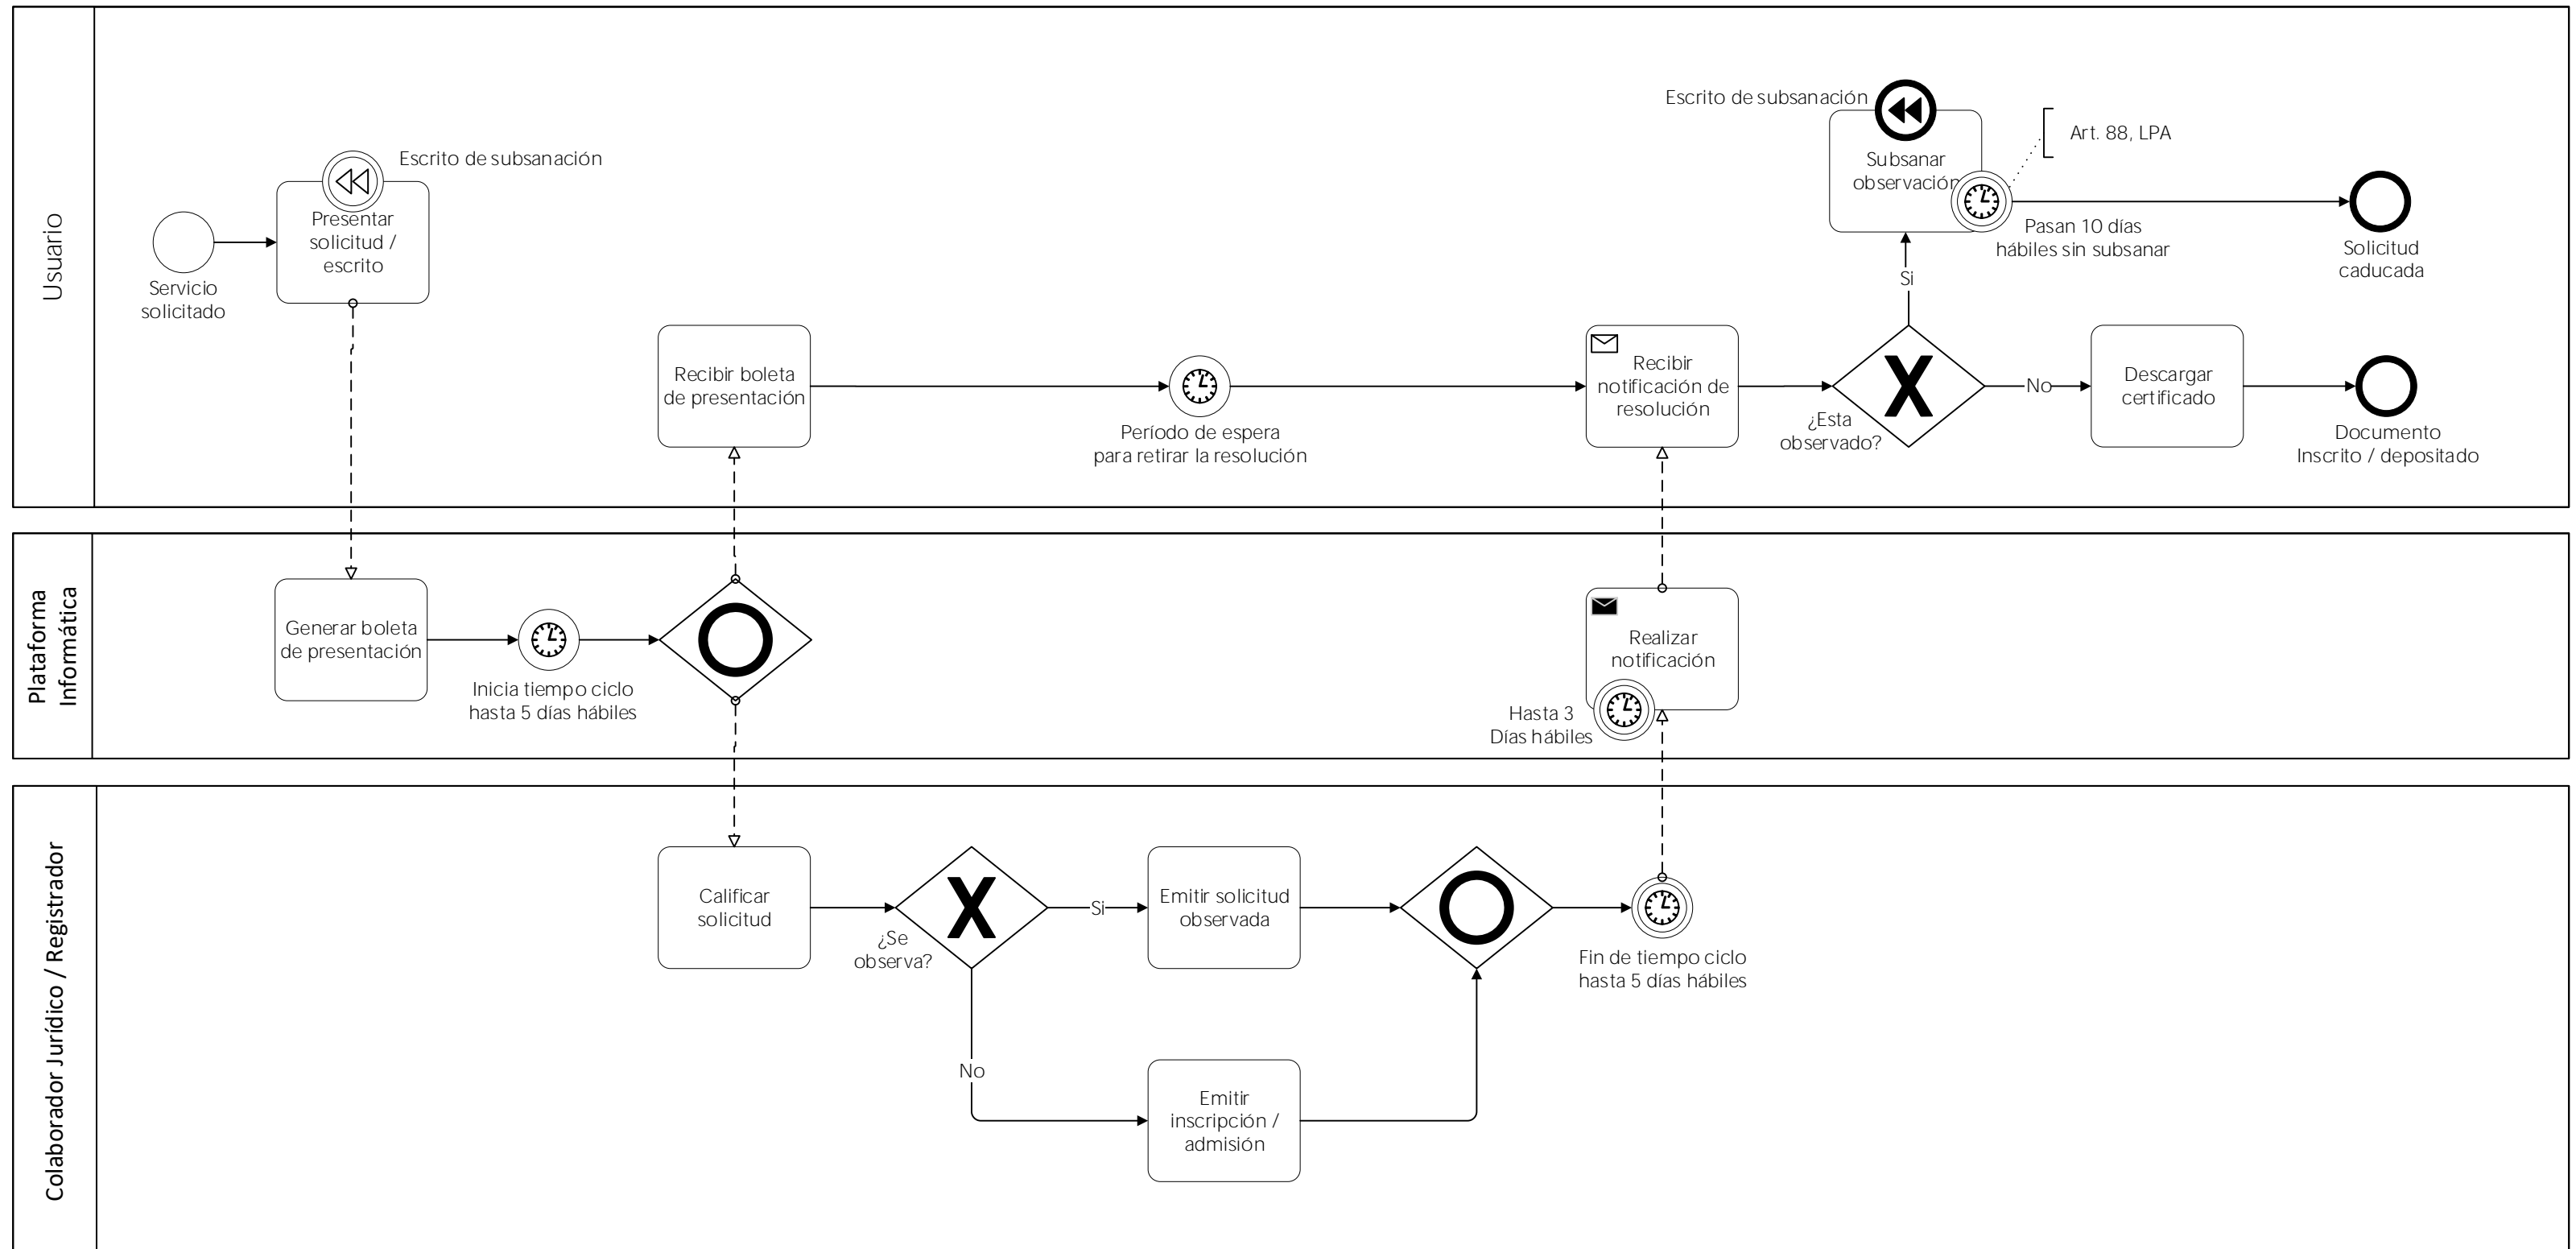 Usuario
Servicio
solicitado
Escrito de subsanación
Presentar
solicitud /
escrito
Recibir boleta
de presentación
Período de espera
para retirar la resolución
Recibir
notificación de
resolución
¿Esta
observado?
Si
Escrito de subsanación
Subsanar
observación
Art. 88, LPA
Pasan 10 días
hábiles sin subsanar
Solicitud
caducada
No
Descargar
certificado
Documento
Inscrito / depositado
Plataforma
Informática
Generar boleta
de presentación
Inicia tiempo ciclo
hasta 5 días hábiles
Realizar
notificación
Hasta 3
Días hábiles
Colaborador Jurídico / Registrador
Calificar
solicitud
¿Se
observa?
Si
Emitir solicitud
observada
No
Emitir
inscripción /
admisión
Fin de tiempo ciclo
hasta 5 días hábiles